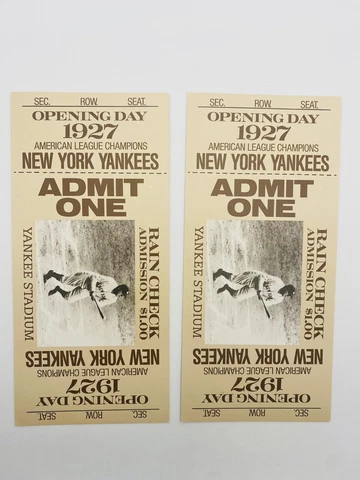 SEC. ROW. SEAT.
OPENING DAY
1927
AMERICAN LEAGUE CHAMPIONS
NEW YORK YANKEES
ADMIT
ONE
RAIN CHECK
ADMISSION $1.00
YANKEE STADIUM
NEW YORK YANKEES
AMERICAN LEAGUE CHAMPIONS
1927
OPENING DAY
SEC. ROW. SEAT.
SEC. ROW. SEAT.
OPENING DAY
1927
AMERICAN LEAGUE CHAMPIONS
NEW YORK YANKEES
ADMIT
ONE
RAIN CHECK
ADMISSION $1.00
YANKEE STADIUM
NEW YORK YANKEES
AMERICAN LEAGUE CHAMPIONS
1927
OPENING DAY
SEC. ROW. SEAT.